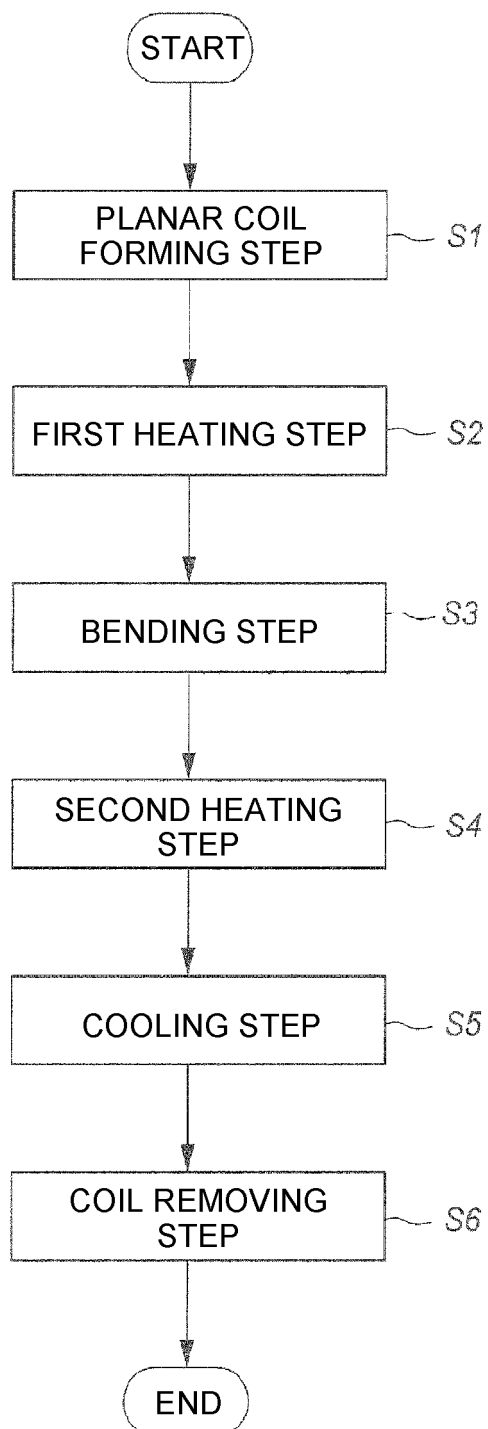 START
PLANAR COIL
FORMING STEP
S1
FIRST HEATING STEP
S2
BENDING STEP
S3
SECOND HEATING
STEP
S4
COOLING STEP
S5
COIL REMOVING
STEP
S6
END